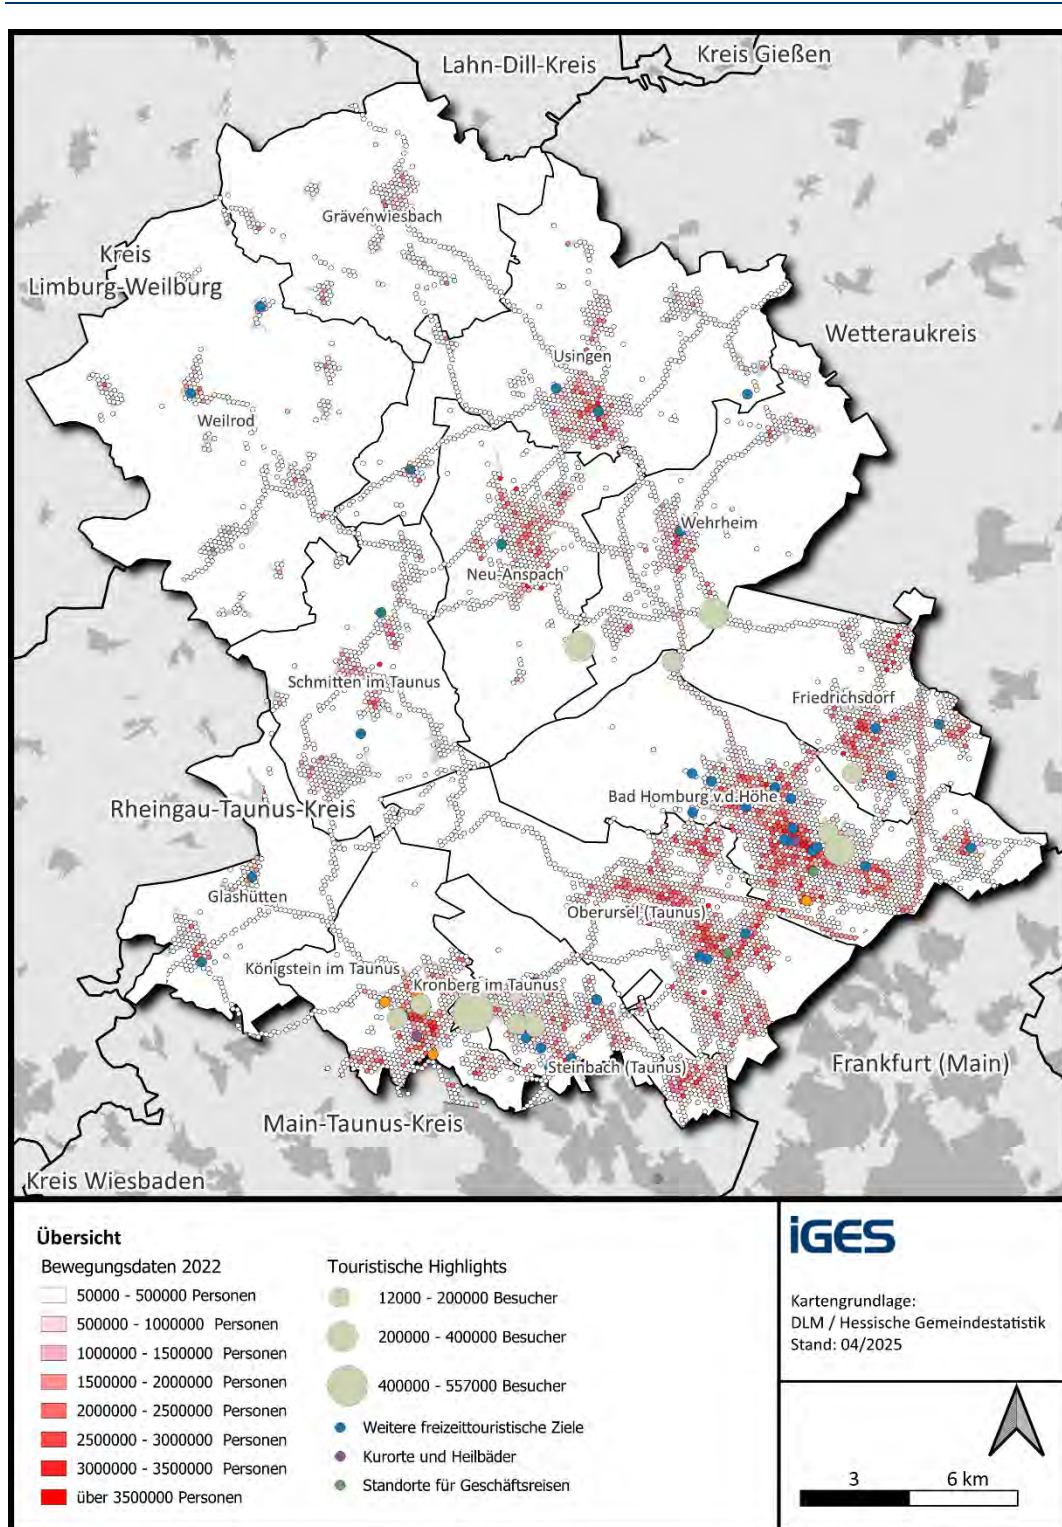 Lahn-Dill-Kreis
Kreis Gießen
Grävenwiesbach
Kreis
Limburg-Weilburg
Wetteraukreis
Usingen
Weilrod
Wehrheim
Neu-Anspach
Schmitten im Taunus
Friedrichsdorf
Bad Homburg v.d.Höhe
Rheingau-Taunus-Kreis
Glashütten
Oberursel (Taunus)
Königstein im Taunus
Kronberg im Taunus
Steinbach (Taunus)
Frankfurt (Main)
Main-Taunus-Kreis
Kreis Wiesbaden
Übersicht
Bewegungsdaten 2022
50000 - 500000 Personen
500000 - 1000000 Personen
1000000 - 1500000 Personen
1500000 - 2000000 Personen
2000000 - 2500000 Personen
2500000 - 3000000 Personen
3000000 - 3500000 Personen
über 3500000 Personen
Touristische Highlights
12000 - 200000 Besucher
200000 - 400000 Besucher
400000 - 557000 Besucher
Weitere freizeittouristische Ziele
Kurorte und Heilbäder
Standorte für Geschäftsreisen
iGES
Kartengrundlage:
DLM / Hessische Gemeindestatistik
Stand: 04/2025
3 6 km